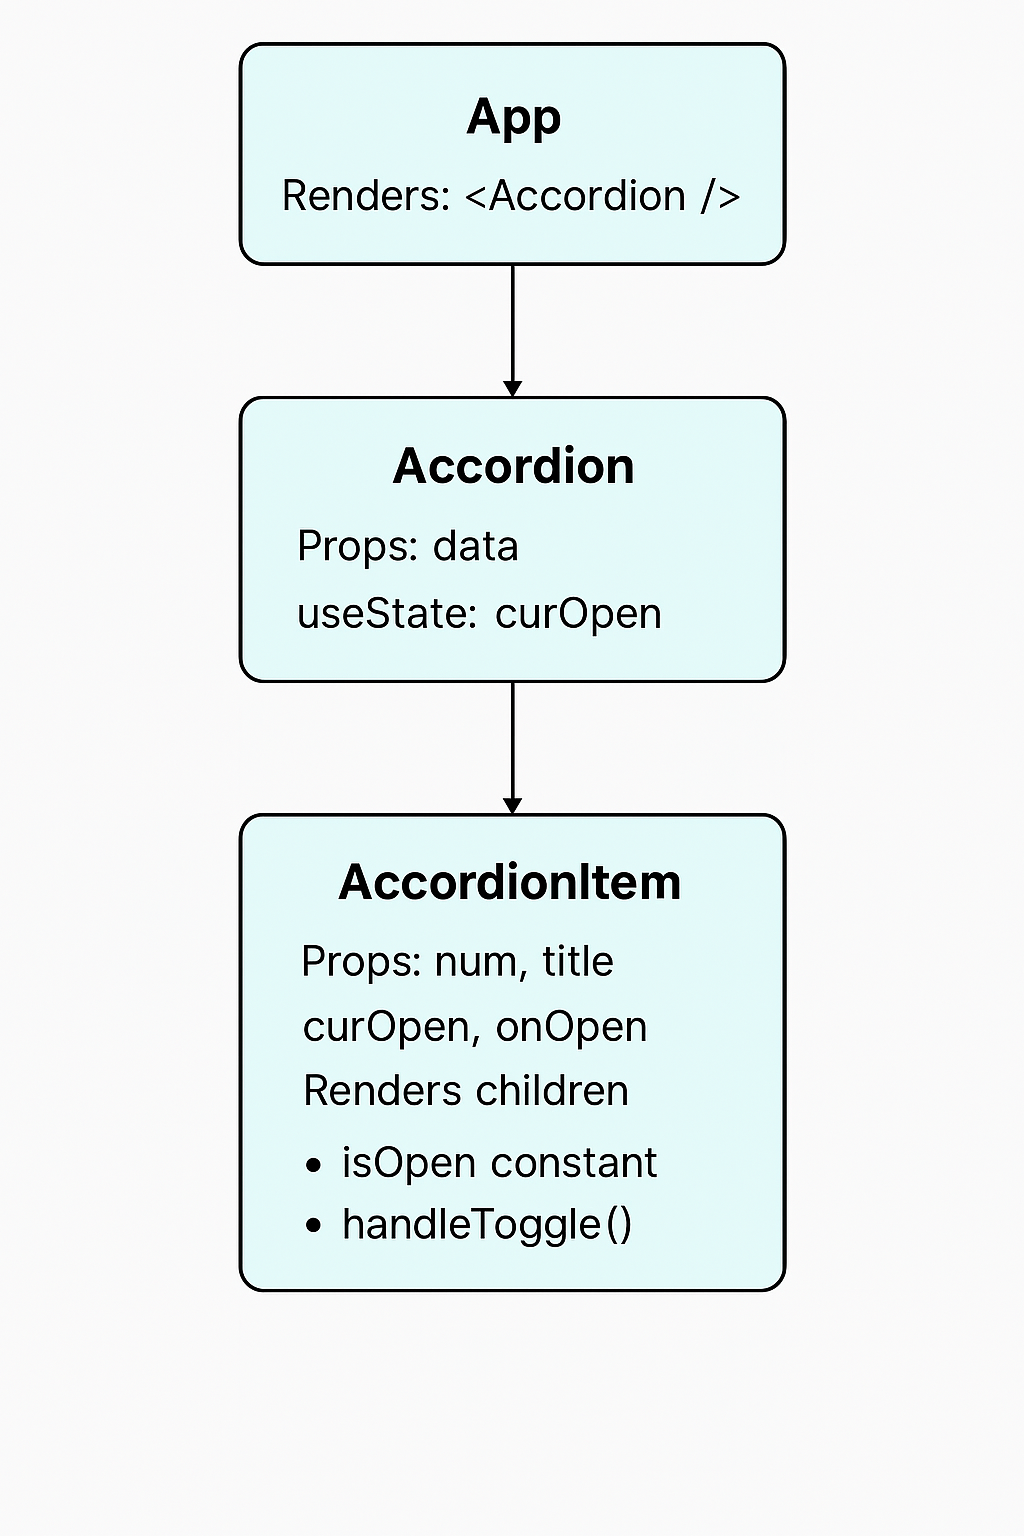 App
Renders: <Accordion />
Accordion
Props: data
useState: curOpen
AccordionItem
Props: num, title
curOpen, onOpen
Renders children
• isOpen constant
• handleToggle()